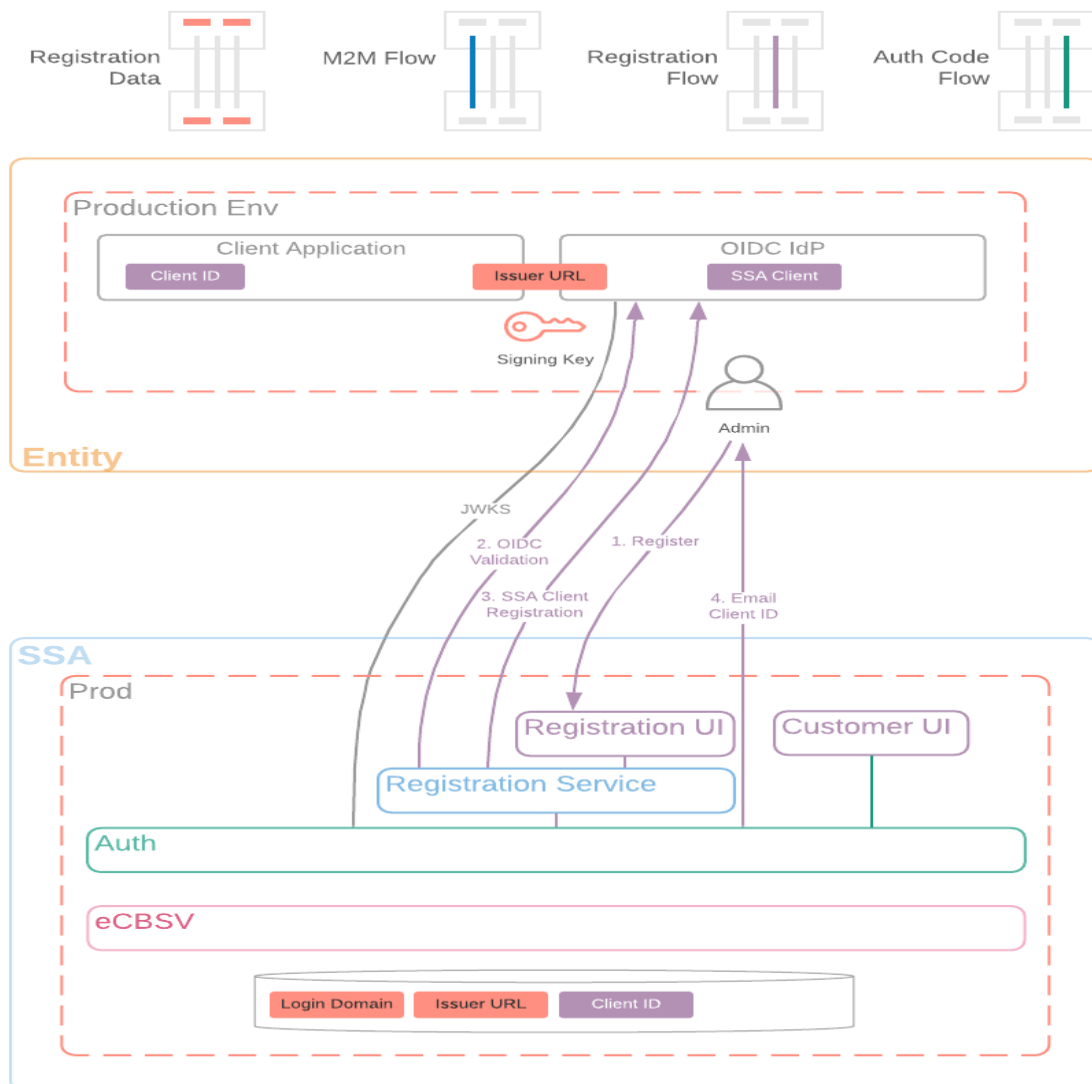 Registration
Data
M2M Flow
Registration
Flow
Auth Code
Flow
Production Env
Client Application
OIDC IdP
Client ID
Issuer URL
SSA Client
Signing Key
Admin
Entity
JWKS
2. OIDC
Validation
1. Register
3. SSA Client
Registration
4. Email
Client ID
SSA
Prod
Registration UI
Customer UI
Registration Service
Auth
eCBSV
Login Domain
Issuer URL
Client ID